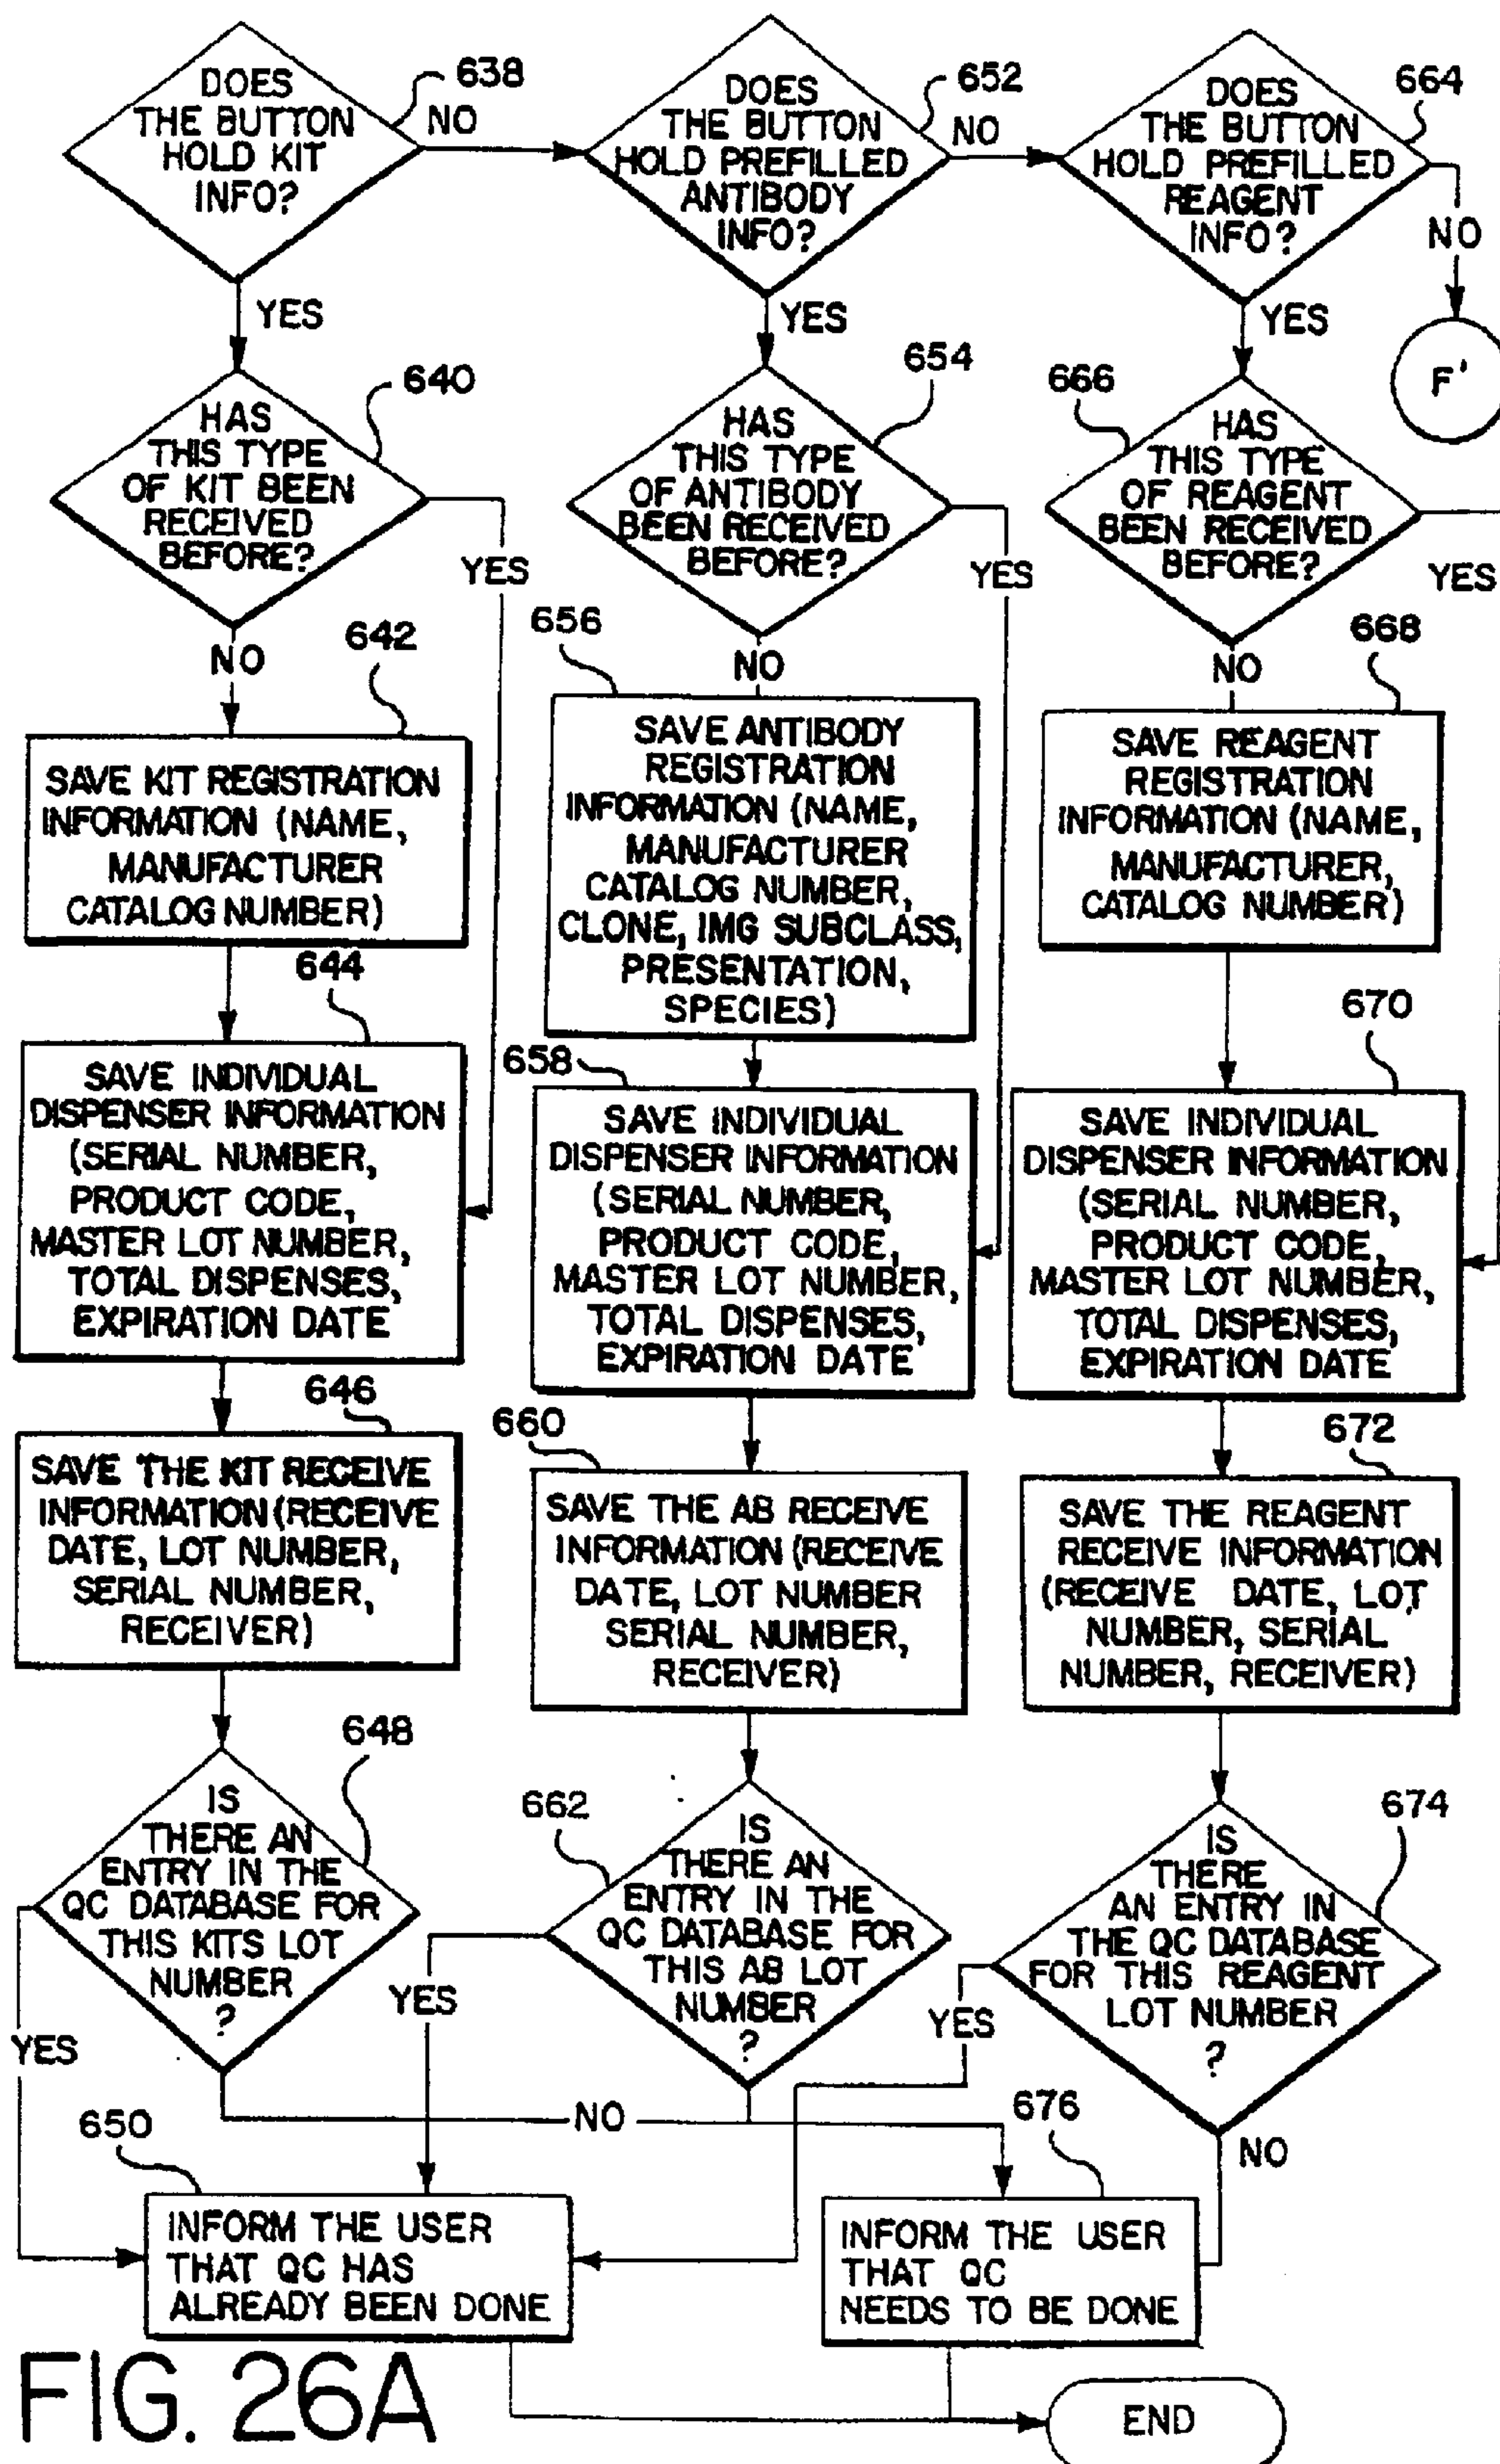 638
DOES
THE BUTTON
HOLD KIT
INFO?
NO
YES
652
DOES
THE BUTTON
HOLD PREFILLED
ANTIBODY
INFO?
NO
YES
664
DOES
THE BUTTON
HOLD PREFILLED
REAGENT
INFO?
NO
YES
F'
640
HAS
THIS TYPE
OF KIT BEEN
RECEIVED
BEFORE?
YES
NO
654
HAS
THIS TYPE
OF ANTIBODY
BEEN RECEIVED
BEFORE?
YES
NO
666
HAS
THIS TYPE
OF REAGENT
BEEN RECEIVED
BEFORE?
YES
NO
642
SAVE KIT REGISTRATION
INFORMATION (NAME,
MANUFACTURER
CATALOG NUMBER)
656
SAVE ANTIBODY
REGISTRATION
INFORMATION (NAME,
MANUFACTURER
CATALOG NUMBER,
CLONE, IMG SUBCLASS,
PRESENTATION,
SPECIES)
668
SAVE REAGENT
REGISTRATION
INFORMATION (NAME,
MANUFACTURER,
CATALOG NUMBER)
644
SAVE INDIVIDUAL
DISPENSER INFORMATION
(SERIAL NUMBER,
PRODUCT CODE,
MASTER LOT NUMBER,
TOTAL DISPENSES,
EXPIRATION DATE
658
SAVE INDIVIDUAL
DISPENSER INFORMATION
(SERIAL NUMBER,
PRODUCT CODE,
MASTER LOT NUMBER,
TOTAL DISPENSES,
EXPIRATION DATE
670
SAVE INDIVIDUAL
DISPENSER INFORMATION
(SERIAL NUMBER,
PRODUCT CODE,
MASTER LOT NUMBER,
TOTAL DISPENSES,
EXPIRATION DATE
646
SAVE THE KIT RECEIVE
INFORMATION (RECEIVE
DATE, LOT NUMBER,
SERIAL NUMBER,
RECEIVER)
660
SAVE THE AB RECEIVE
INFORMATION (RECEIVE
DATE, LOT NUMBER
SERIAL NUMBER,
RECEIVER)
672
SAVE THE REAGENT
RECEIVE INFORMATION
(RECEIVE DATE, LOT
NUMBER, SERIAL
NUMBER, RECEIVER)
648
IS
THERE AN
ENTRY IN THE
QC DATABASE FOR
THIS KITS LOT
NUMBER
?
YES
662
IS
THERE AN
ENTRY IN THE
QC DATABASE FOR
THIS AB LOT
NUMBER
?
YES
NO
674
IS
THERE
AN ENTRY IN
THE QC DATABASE
FOR THIS REAGENT
LOT NUMBER
?
YES
NO
650
INFORM THE USER
THAT QC HAS
ALREADY BEEN DONE
676
INFORM THE USER
THAT QC
NEEDS TO BE DONE
END
FIG. 26A